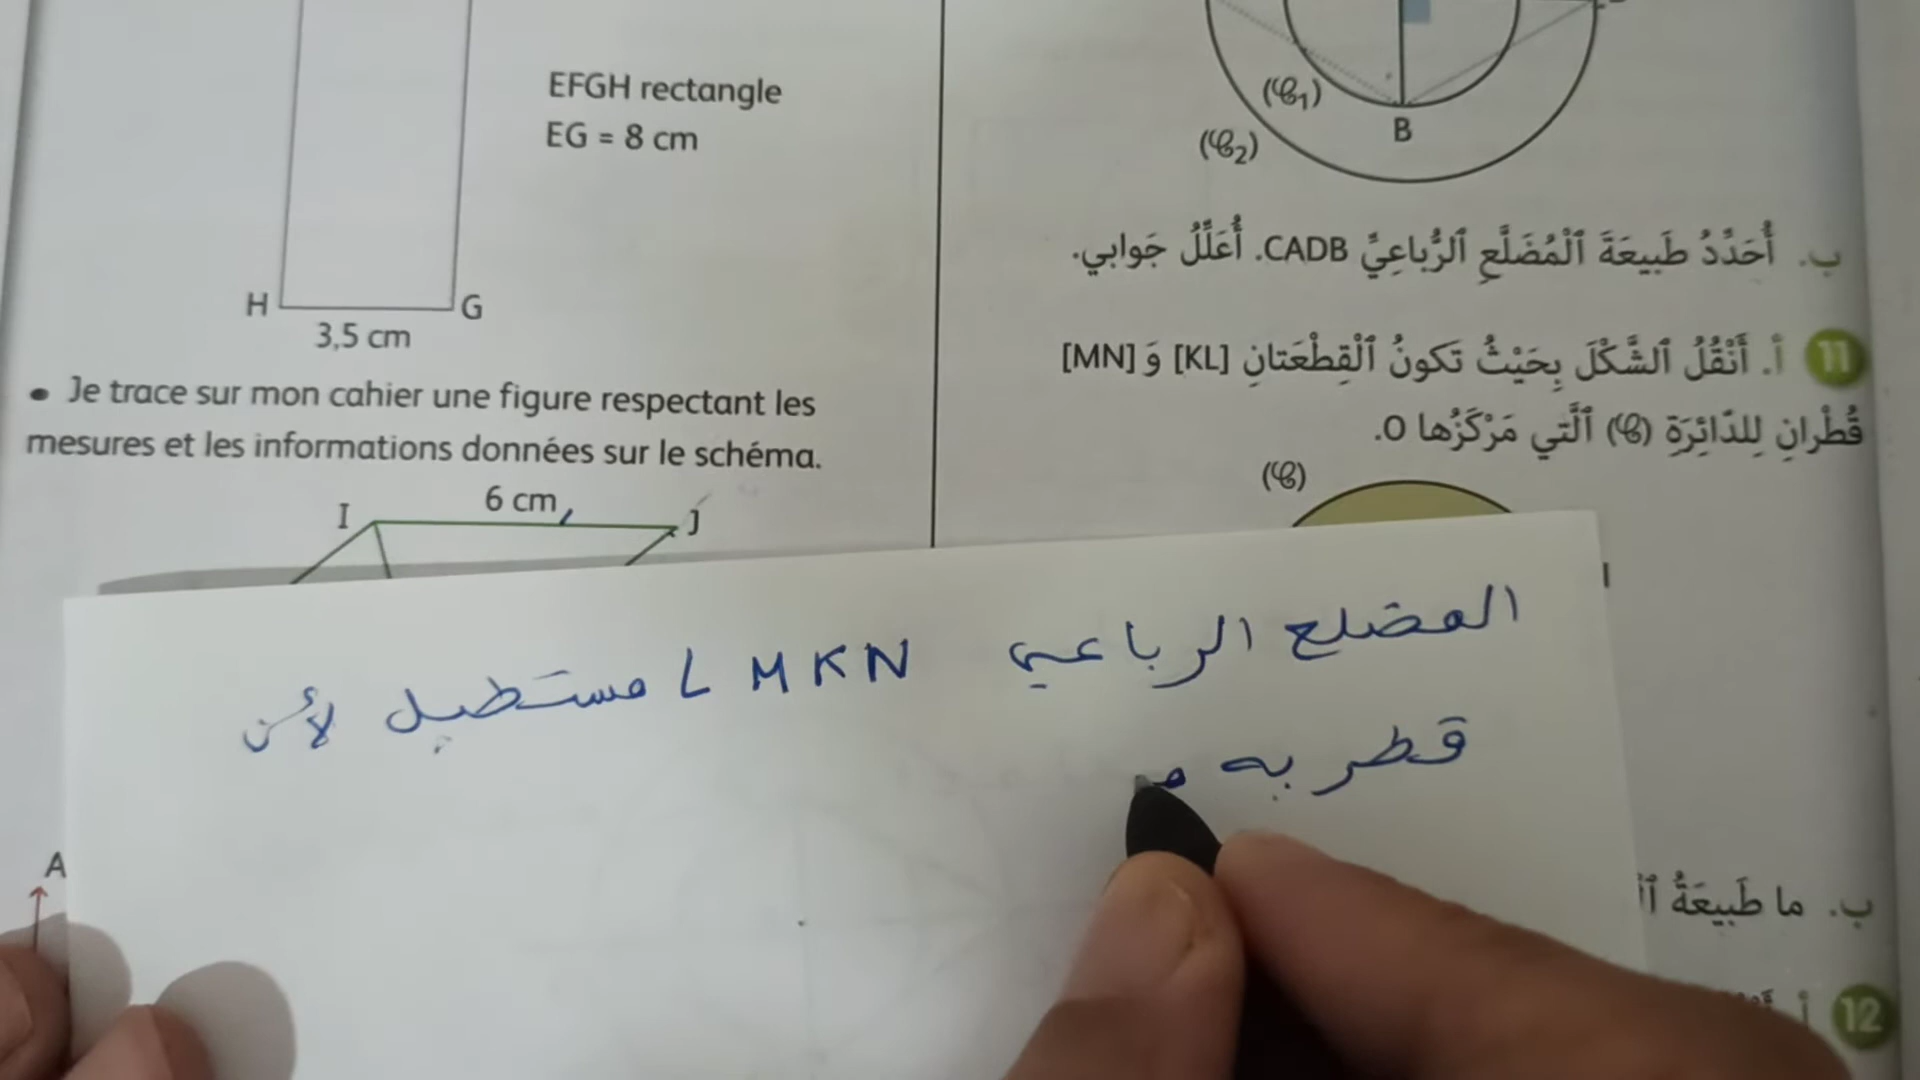 EFGH rectangle
EG = 8 cm
H
G
3,5 cm
• Je trace sur mon cahier une figure respectant les
mesures et les informations données sur le schéma.
I
6 cm
J
A
(𝒞1)
(𝒞2)
B
ب. أُحَدِّدُ طَبيعَةَ ٱلْمُضَلَّعِ ٱلرُّباعِيِّ CADB. أُعَلِّلُ جَوابي.
11 أ. أَنْقُلُ ٱلشَّكْلَ بِحَيْثُ تَكونُ ٱلْقِطْعَتانِ [KL] وَ [MN]
قُطْرانِ لِلدّائِرَةِ (𝒞) ٱلَّتي مَرْكَزُها O.
(𝒞)
المضلع الرباعي LMKN مستطيل لأن
قطريه
ب. ما طَبيعَةُ
12 أ.